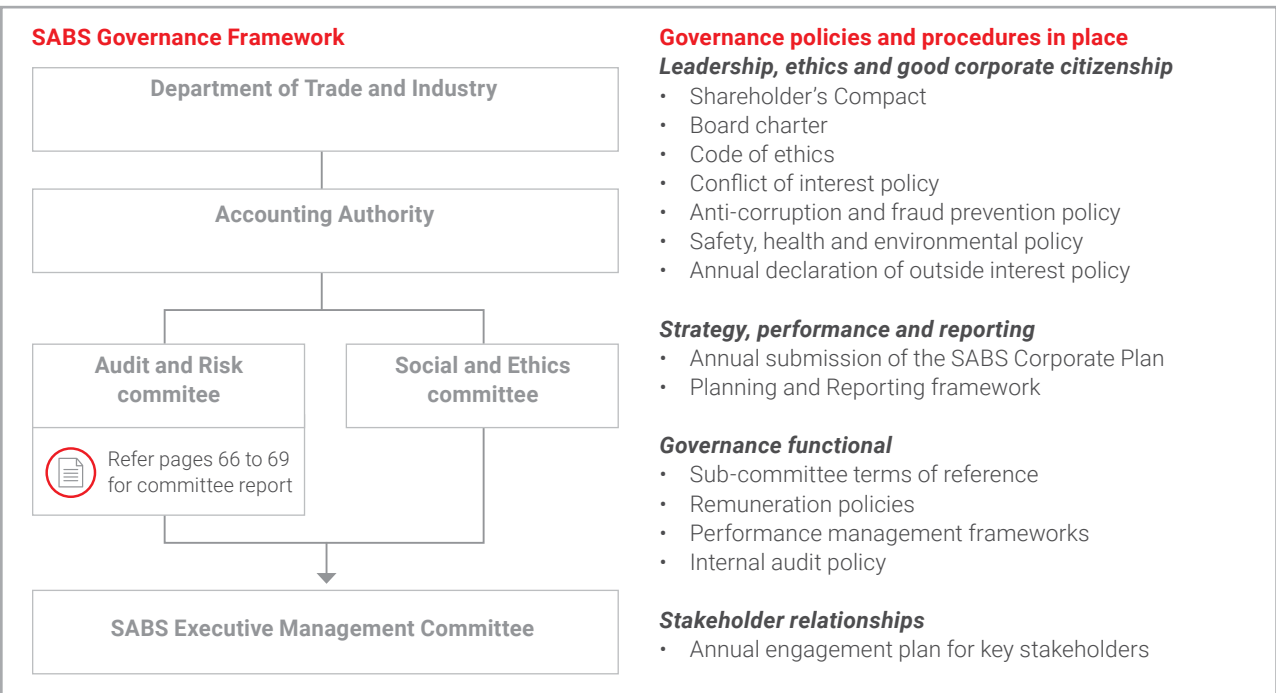 SABS Governance Framework
Department of Trade and Industry
Accounting Authority
Audit and Risk
commitee
Refer pages 66 to 69
for committee report
Social and Ethics
committee
SABS Executive Management Committee
Governance policies and procedures in place
Leadership, ethics and good corporate citizenship
• Shareholder's Compact
• Board charter
• Code of ethics
• Conflict of interest policy
• Anti-corruption and fraud prevention policy
• Safety, health and environmental policy
• Annual declaration of outside interest policy
Strategy, performance and reporting
• Annual submission of the SABS Corporate Plan
• Planning and Reporting framework
Governance functional
• Sub-committee terms of reference
• Remuneration policies
• Performance management frameworks
• Internal audit policy
Stakeholder relationships
• Annual engagement plan for key stakeholders